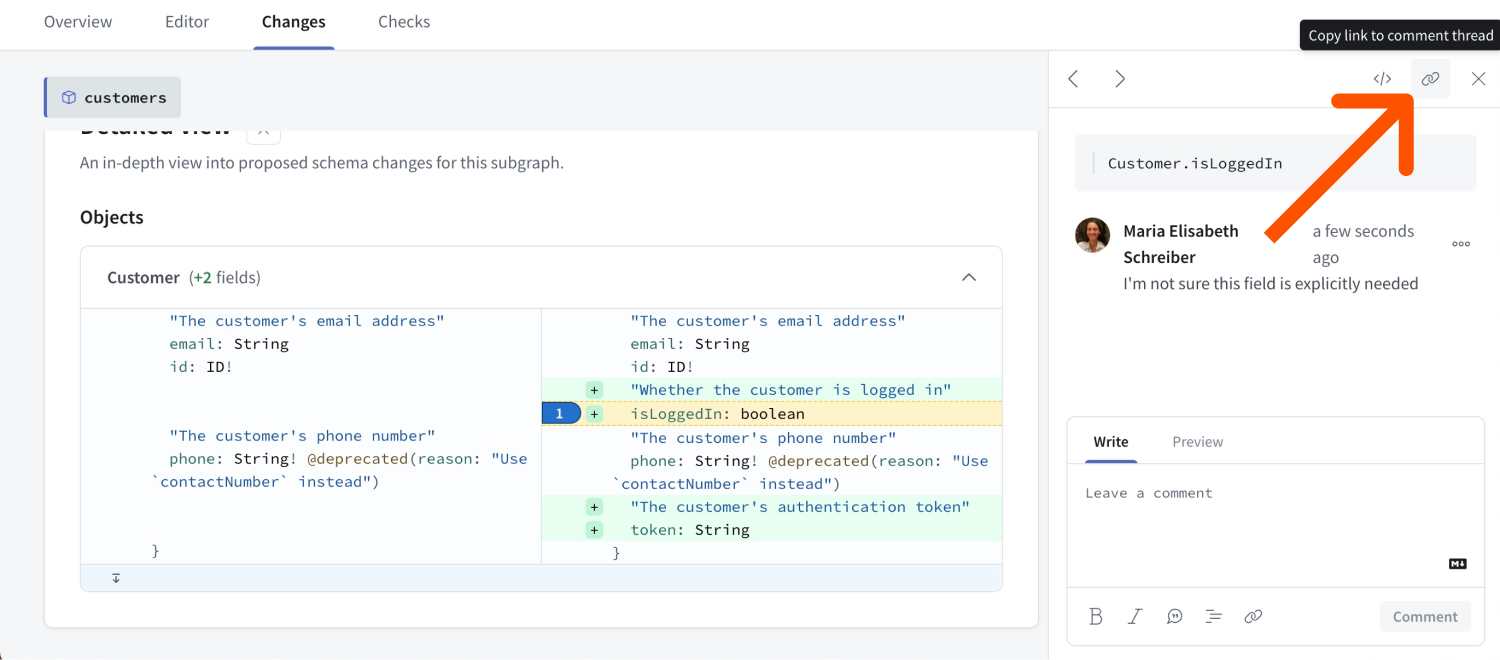 Overview Editor Changes Checks
Copy link to comment thread
customers
Detailed view
An in-depth view into proposed schema changes for this subgraph.
Objects
Customer (+2 fields)
"The customer's email address"
email: String
id: ID!
"The customer's phone number"
phone: String! @deprecated(reason: "Use
`contactNumber` instead")
}
"The customer's email address"
email: String
id: ID!
+ "Whether the customer is logged in"
1 + isLoggedIn: boolean
"The customer's phone number"
phone: String! @deprecated(reason: "Use
`contactNumber` instead")
+ "The customer's authentication token"
+ token: String
}
</>
Customer.isLoggedIn
Maria Elisabeth
Schreiber
a few seconds
ago
I'm not sure this field is explicitly needed
Write Preview
Leave a comment
M↓
B I
Comment